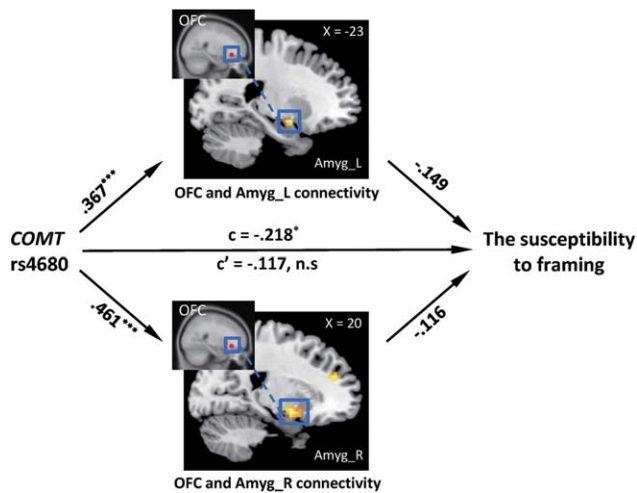 OFC
X = -23
Amyg_L
OFC and Amyg_L connectivity
.367***
-.149
COMT
rs4680
c = -.218*
c’ = -.117, n.s
The susceptibility
to framing
.461***
-.116
OFC
X = 20
Amyg_R
OFC and Amyg_R connectivity